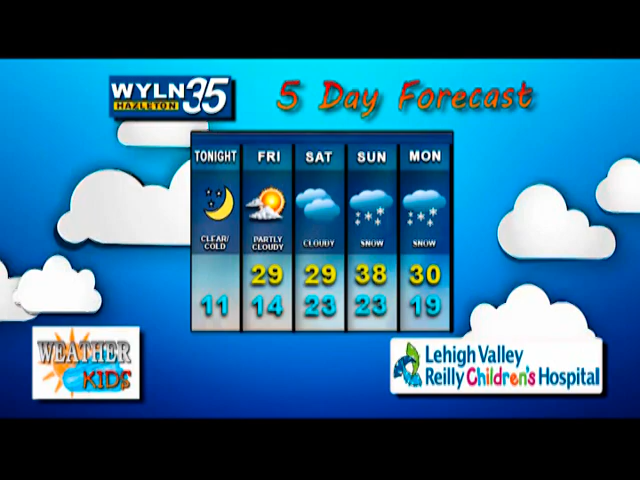 WYLN 35
HAZLETON
5 Day Forecast
TONIGHT FRI SAT SUN MON
CLEAR/ COLD PARTLY CLOUDY CLOUDY SNOW SNOW
29 29 38 30
11 14 23 23 19
WEATHER
KIDS
Lehigh Valley
Reilly Children's Hospital